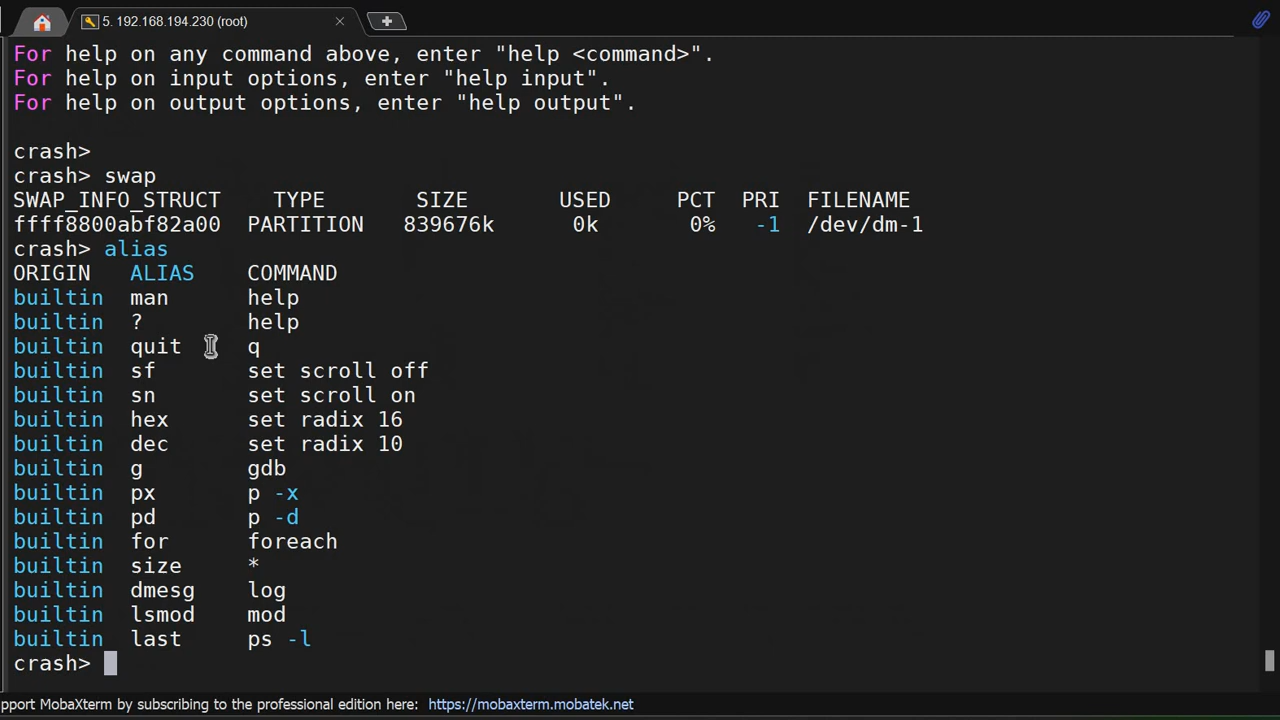 5. 192.168.194.230 (root)
For help on any command above, enter "help <command>".
For help on input options, enter "help input".
For help on output options, enter "help output".
crash>
crash> swap
SWAP_INFO_STRUCT TYPE SIZE USED PCT PRI FILENAME
ffff8800abf82a00 PARTITION 839676k 0k 0% -1 /dev/dm-1
crash> alias
ORIGIN ALIAS COMMAND
builtin man help
builtin ? help
builtin quit q
builtin sf set scroll off
builtin sn set scroll on
builtin hex set radix 16
builtin dec set radix 10
builtin g gdb
builtin px p -x
builtin pd p -d
builtin for foreach
builtin size *
builtin dmesg log
builtin lsmod mod
builtin last ps -l
crash>
pport MobaXterm by subscribing to the professional edition here: https://mobaxterm.mobatek.net